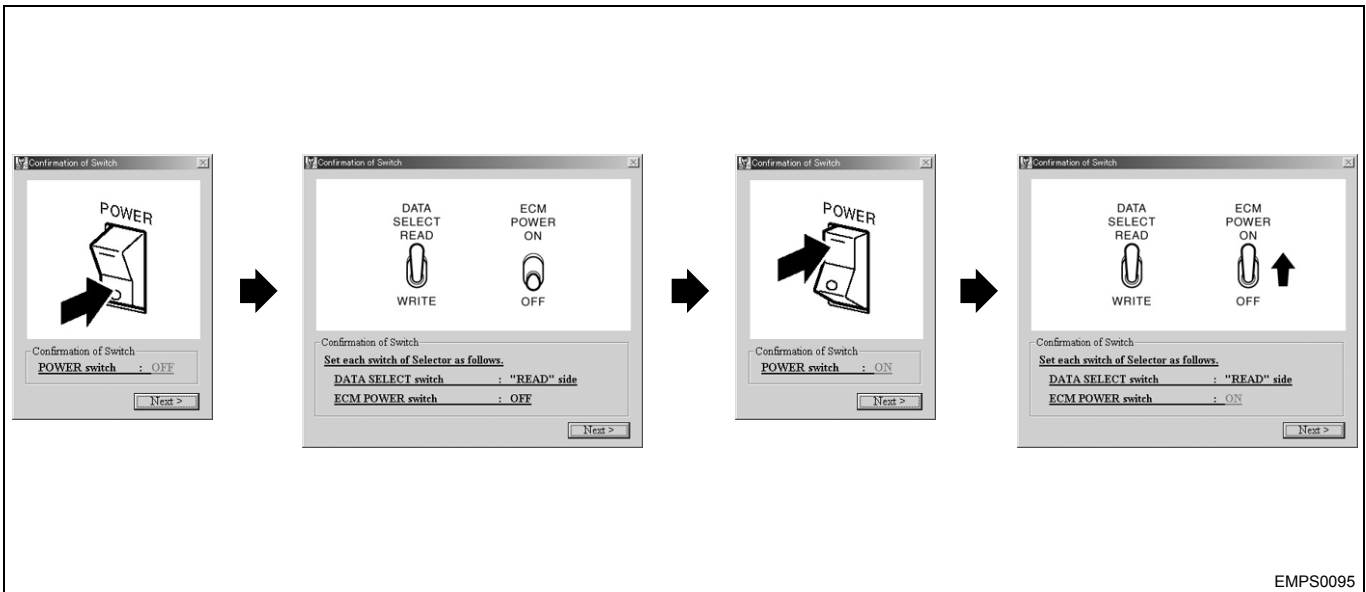 Confirmation of Switch
POWER
Confirmation of Switch
POWER switch : OFF
Next >
Confirmation of Switch
DATA SELECT READ
WRITE
ECM POWER ON
OFF
Confirmation of Switch
Set each switch of Selector as follows.
DATA SELECT switch : "READ" side
ECM POWER switch : OFF
Next >
Confirmation of Switch
POWER
Confirmation of Switch
POWER switch : ON
Next >
Confirmation of Switch
DATA SELECT READ
WRITE
ECM POWER ON
OFF
Confirmation of Switch
Set each switch of Selector as follows.
DATA SELECT switch : "READ" side
ECM POWER switch : ON
Next >
EMPS0095